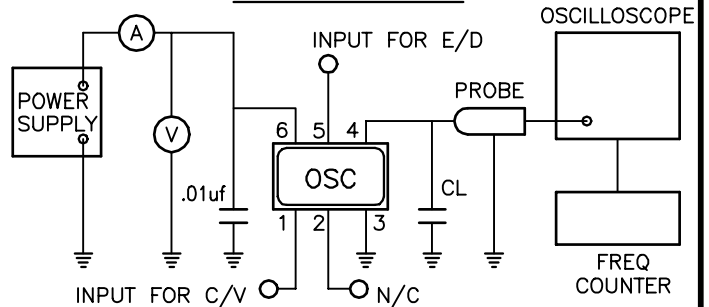 OSCILLOSCOPE
A
INPUT FOR E/D
PROBE
POWER
SUPPLY
V
6 5 4
OSC
.01uf
CL
1 2 3
INPUT FOR C/V
N/C
FREQ
COUNTER